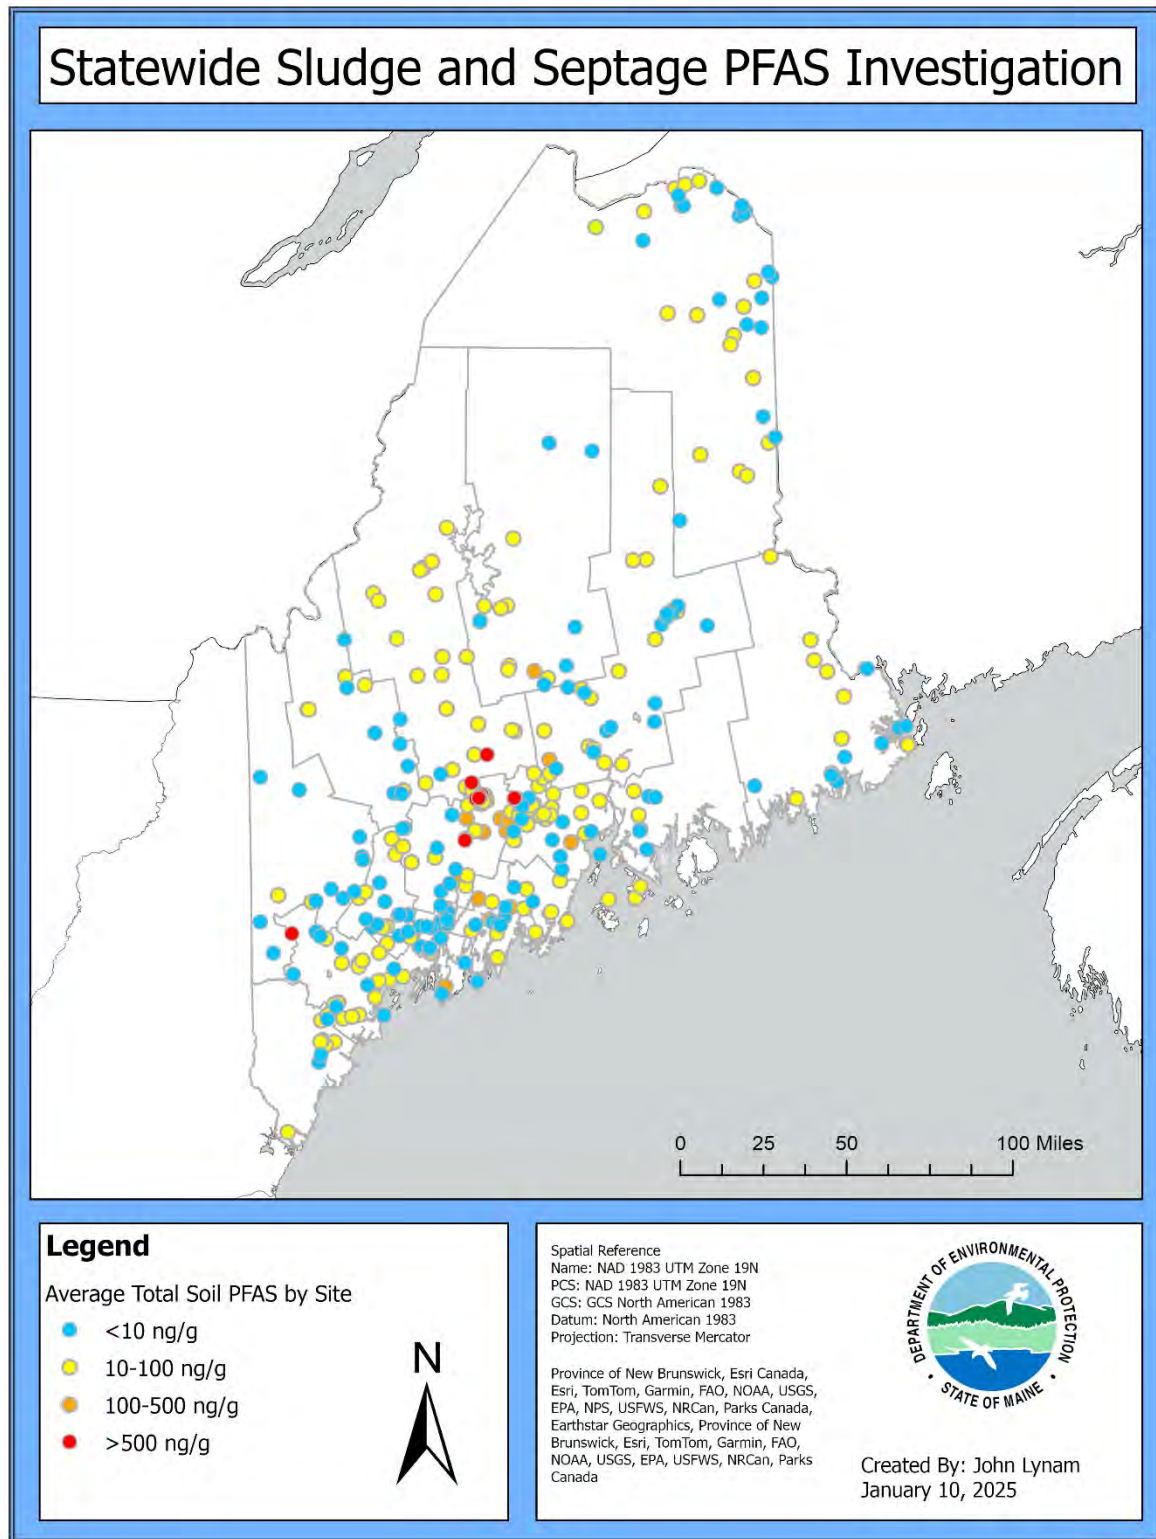 Statewide Sludge and Septage PFAS Investigation
0 25 50 100 Miles
Legend
Average Total Soil PFAS by Site
<10 ng/g
10-100 ng/g
100-500 ng/g
>500 ng/g
N
Spatial Reference
Name: NAD 1983 UTM Zone 19N
PCS: NAD 1983 UTM Zone 19N
GCS: GCS North American 1983
Datum: North American 1983
Projection: Transverse Mercator
Province of New Brunswick, Esri Canada,
Esri, TomTom, Garmin, FAO, NOAA, USGS,
EPA, NPS, USFWS, NRCan, Parks Canada,
Earthstar Geographics, Province of New
Brunswick, Esri, TomTom, Garmin, FAO,
NOAA, USGS, EPA, USFWS, NRCan, Parks
Canada
DEPARTMENT OF ENVIRONMENTAL PROTECTION
• STATE OF MAINE •
Created By: John Lynam
January 10, 2025